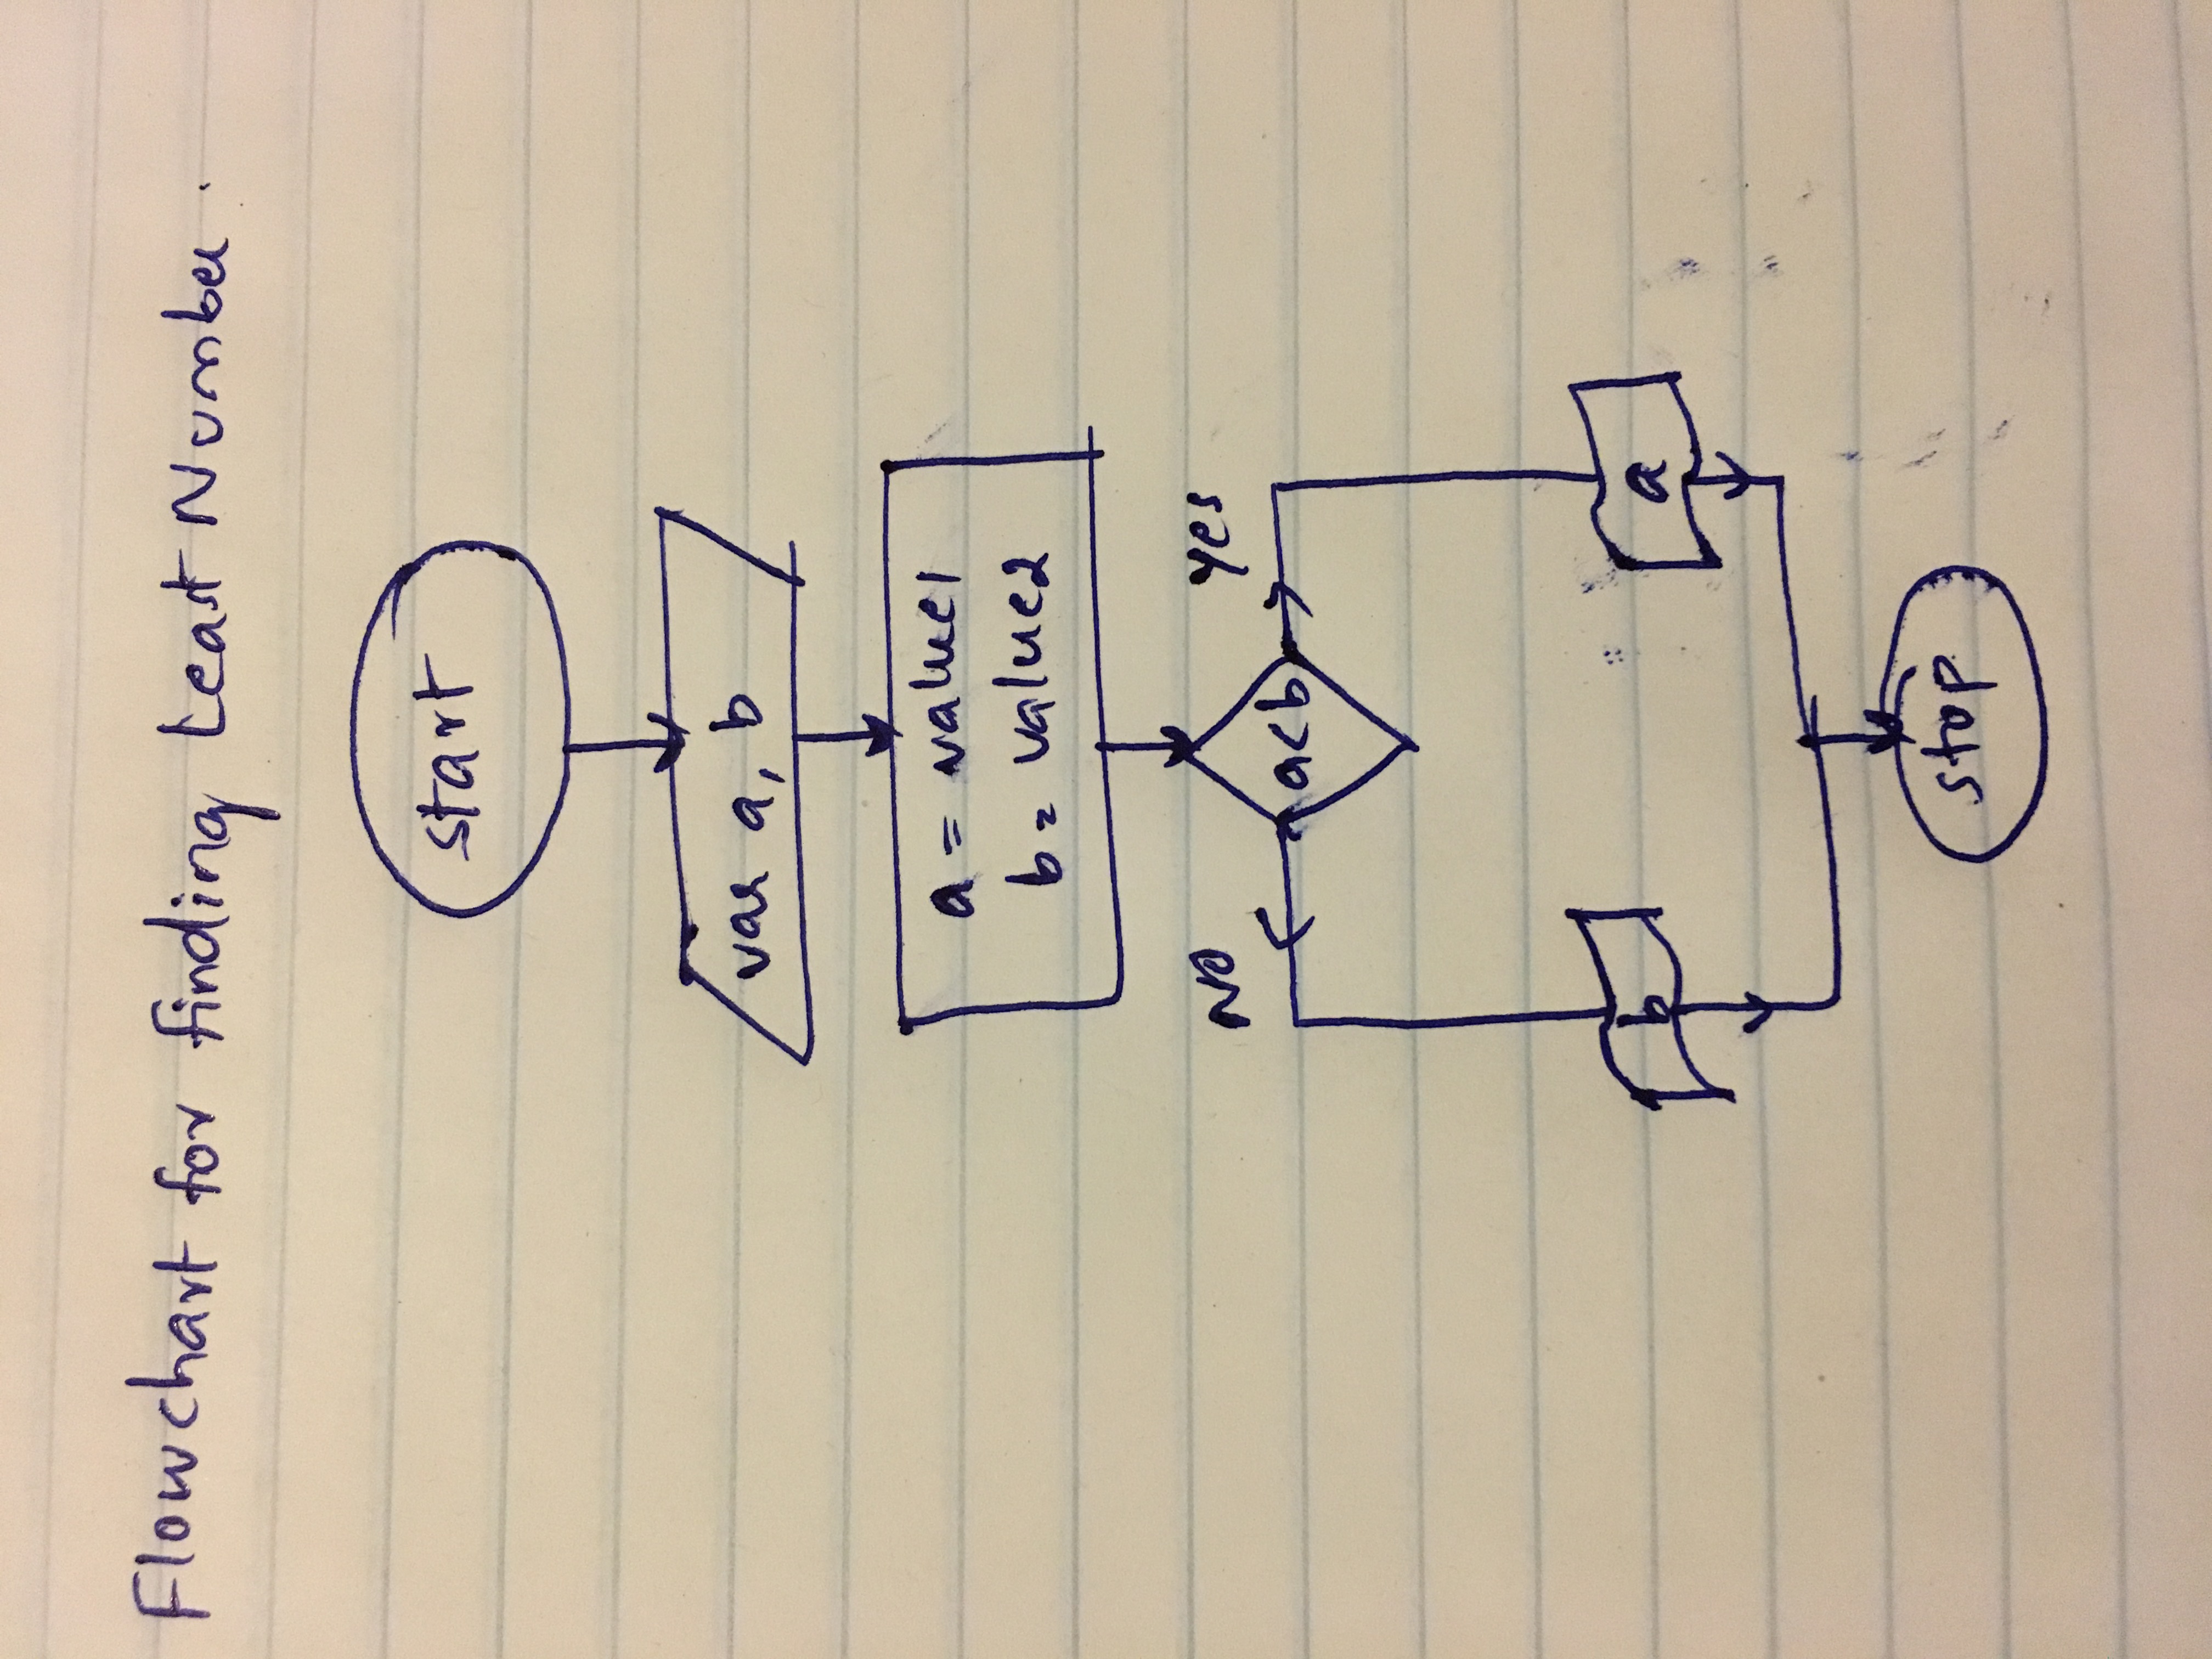 Flowchart for finding Least Number.
start
var a, b
a = value1
b = value2
NO
yes
a<b
b
a
stop